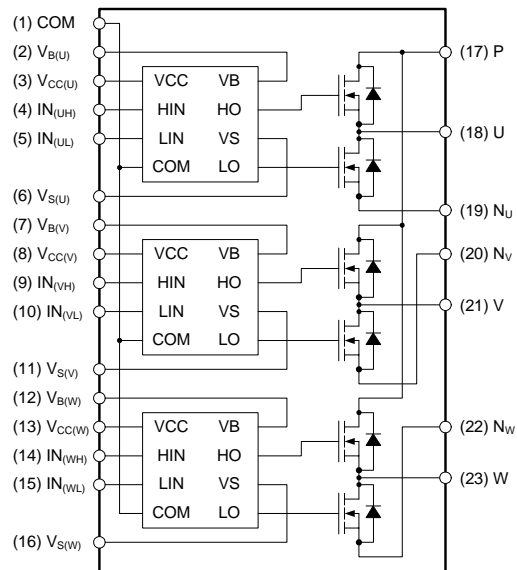 (1) COM
(2) VB(U)
(3) VCC(U)
(4) IN(UH)
(5) IN(UL)
(6) VS(U)
(7) VB(V)
(8) VCC(V)
(9) IN(VH)
(10) IN(VL)
(11) VS(V)
(12) VB(W)
(13) VCC(W)
(14) IN(WH)
(15) IN(WL)
(16) VS(W)
VCC VB
HIN HO
LIN VS
COM LO
VCC VB
HIN HO
LIN VS
COM LO
VCC VB
HIN HO
LIN VS
COM LO
(17) P
(18) U
(19) NU
(20) NV
(21) V
(22) NW
(23) W